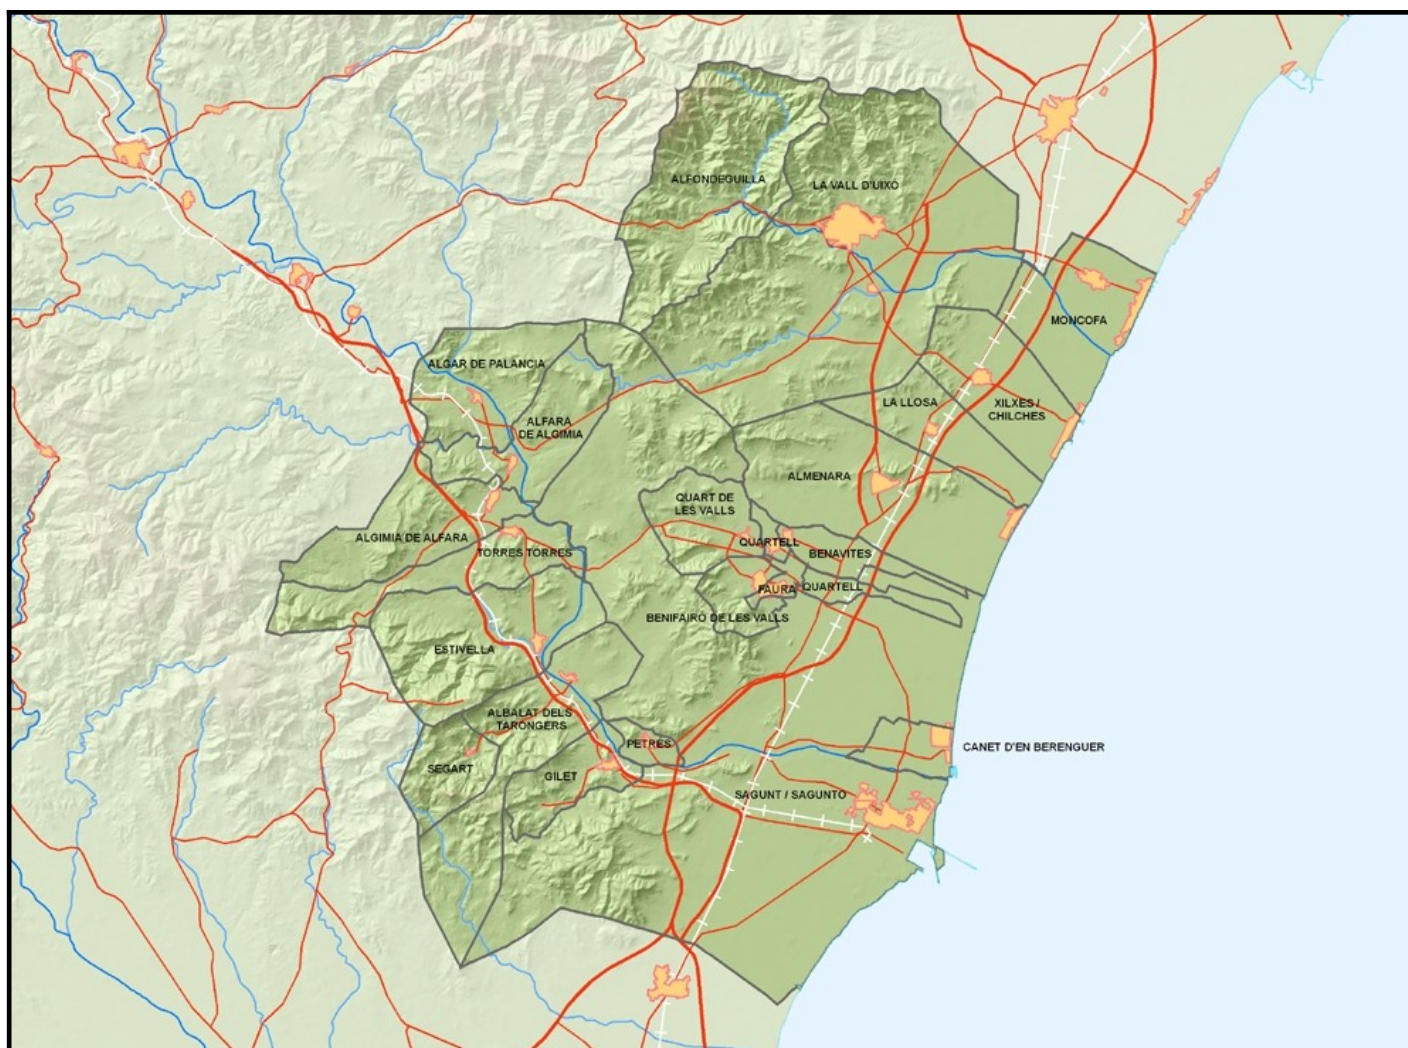 ALFONDEGUILLA
LA VALL D'UIXÓ
MONCOFA
ALGAR DE PALANCIA
LA LLOSA
XILXES /
CHILCHES
ALFARA
DE ALGIMIA
ALMENARA
QUART DE
LES VALLS
ALGIMIA DE ALFARA
TORRES TORRES
QUARTELL
BENAVITES
FAURA
QUARTELL
BENIFAIRÓ DE LES VALLS
ESTIVELLA
ALBALAT DELS
TARONGERS
PETRÉS
CANET D'EN BERENGUER
SEGART
GILET
SAGUNT / SAGUNTO